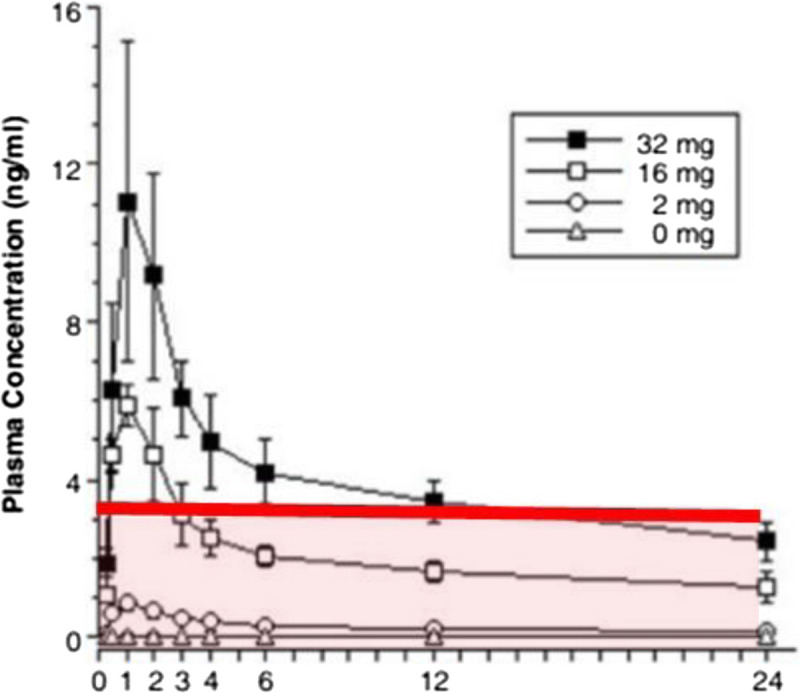 16
12
8
4
0
Plasma Concentration (ng/ml)
32 mg
16 mg
2 mg
0 mg
0 1 2 3 4 6 12 24